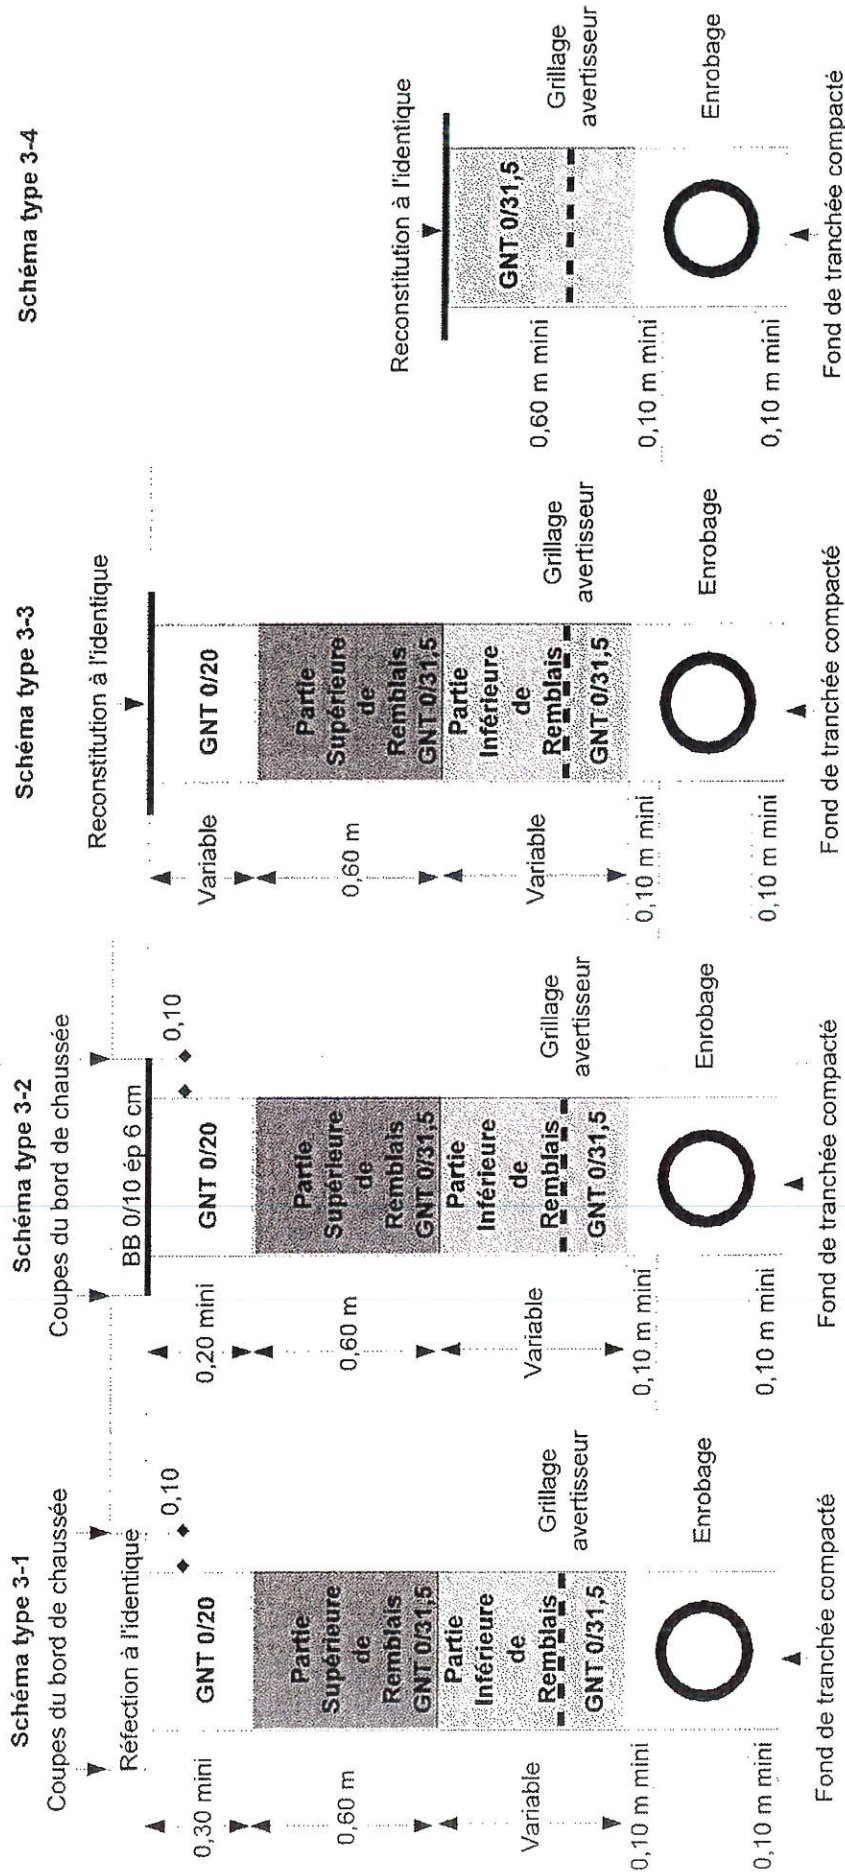 Schéma type 3-1
Coupes du bord de chaussée
Réfection à l'identique
0,10
0,30 mini
GNT 0/20
0,60 m
Partie
Supérieure
de
Remblais
GNT 0/31,5
Variable
Partie
Inférieure
de
Remblais
GNT 0/31,5
Grillage
avertisseur
0,10 m mini
Enrobage
0,10 m mini
Fond de tranchée compacté
Schéma type 3-2
Coupes du bord de chaussée
BB 0/10 ép 6 cm
0,10
0,20 mini
GNT 0/20
0,60 m
Partie
Supérieure
de
Remblais
GNT 0/31,5
Variable
Partie
Inférieure
de
Remblais
GNT 0/31,5
Grillage
avertisseur
0,10 m mini
Enrobage
0,10 m mini
Fond de tranchée compacté
Schéma type 3-3
Reconstitution à l'identique
Variable
GNT 0/20
0,60 m
Partie
Supérieure
de
Remblais
GNT 0/31,5
Variable
Partie
Inférieure
de
Remblais
GNT 0/31,5
Grillage
avertisseur
0,10 m mini
Enrobage
0,10 m mini
Fond de tranchée compacté
Schéma type 3-4
Reconstitution à l'identique
GNT 0/31,5
0,60 m mini
Grillage
avertisseur
0,10 m mini
Enrobage
0,10 m mini
Fond de tranchée compacté